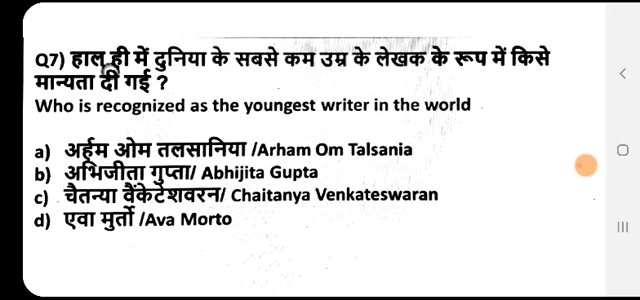 Q7) हाल ही में दुनिया के सबसे कम उम्र के लेखक के रूप में किसे
मान्यता दी गई ?
Who is recognized as the youngest writer in the world
a) अर्हम ओम तलसानिया /Arham Om Talsania
b) अभिजीता गुप्ता/ Abhijita Gupta
c) चैतन्या वैंकेटेशवरन/ Chaitanya Venkateswaran
d) एवा मुर्तो /Ava Morto